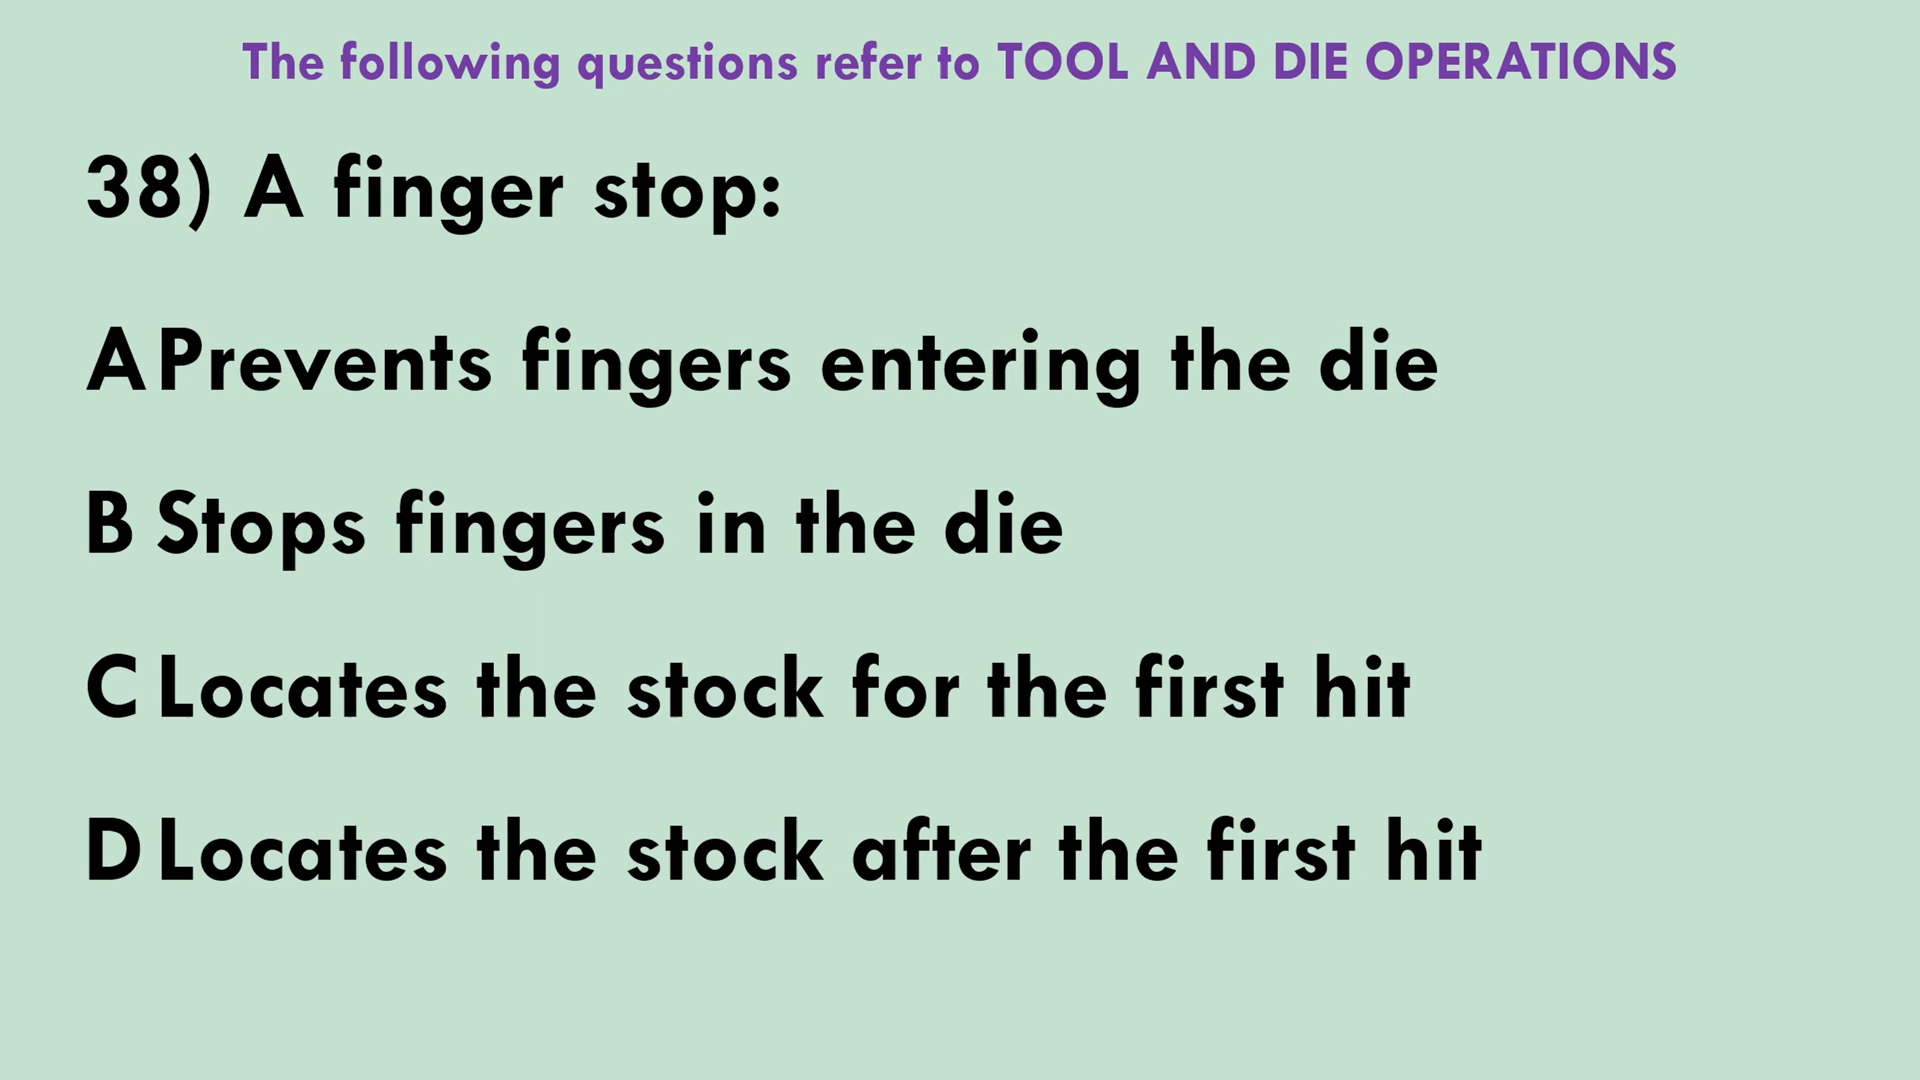 The following questions refer to TOOL AND DIE OPERATIONS
38) A finger stop:
A Prevents fingers entering the die
B Stops fingers in the die
C Locates the stock for the first hit
D Locates the stock after the first hit